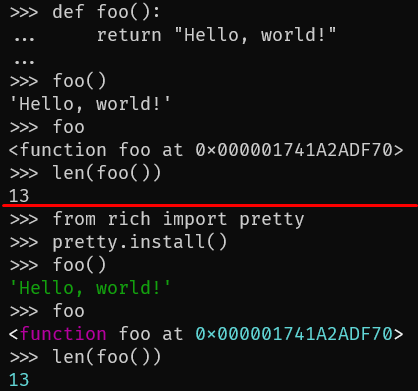 >>> def foo():
...     return "Hello, world!"
...
>>> foo()
'Hello, world!'
>>> foo
<function foo at 0x000001741A2ADF70>
>>> len(foo())
13
>>> from rich import pretty
>>> pretty.install()
>>> foo()
'Hello, world!'
>>> foo
<function foo at 0x000001741A2ADF70>
>>> len(foo())
13